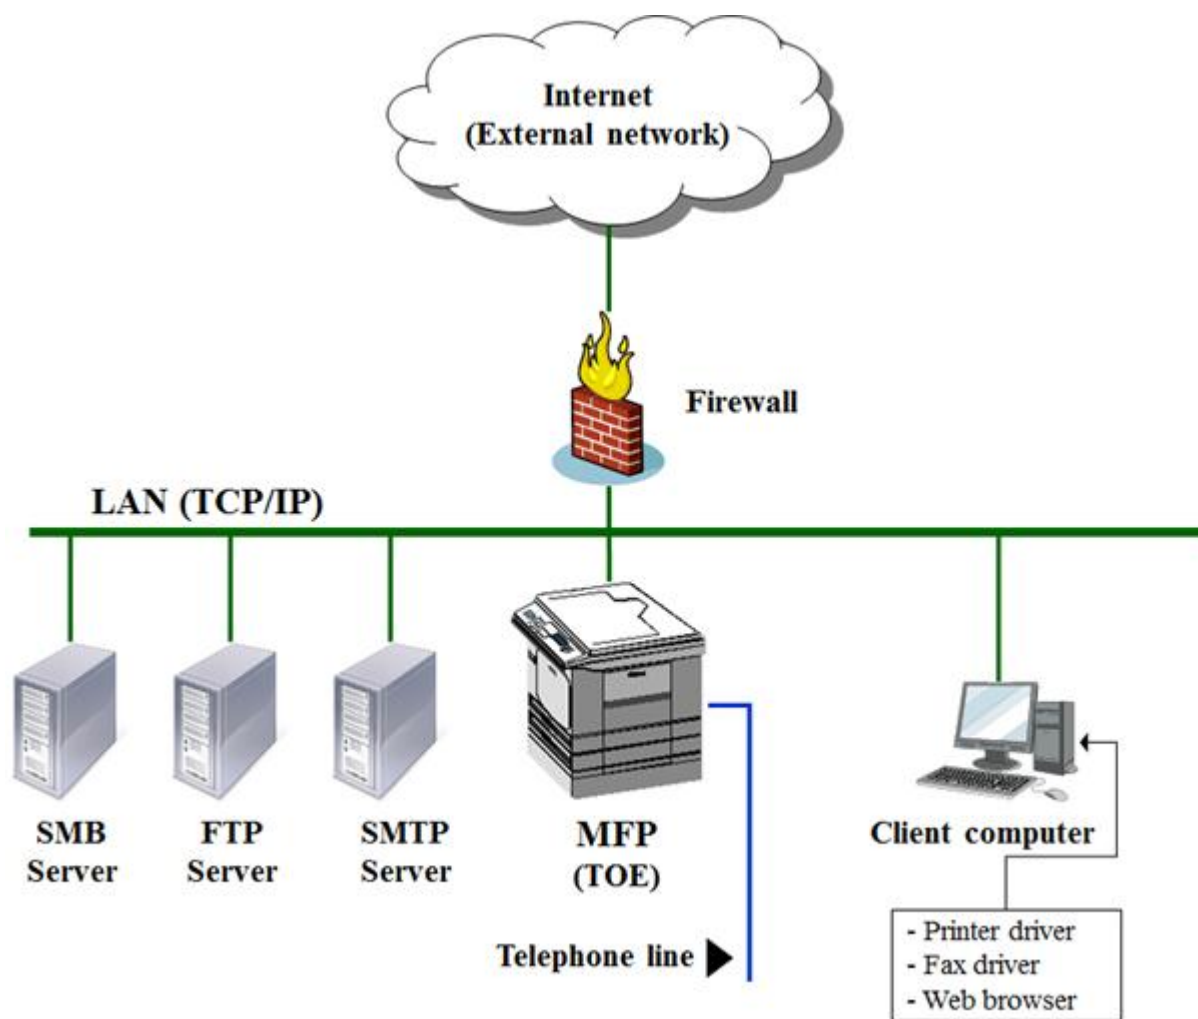 Internet
(External network)
Firewall
LAN (TCP/IP)
SMB
Server
FTP
Server
SMTP
Server
MFP
(TOE)
Client computer
Telephone line
- Printer driver
- Fax driver
- Web browser